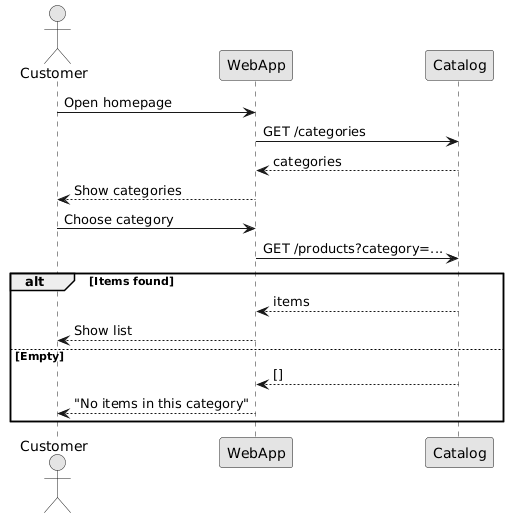 Customer
WebApp
Catalog
Open homepage
GET /categories
categories
Show categories
Choose category
GET /products?category=...
alt
[Items found]
items
Show list
[Empty]
[]
"No items in this category"
Customer
WebApp
Catalog